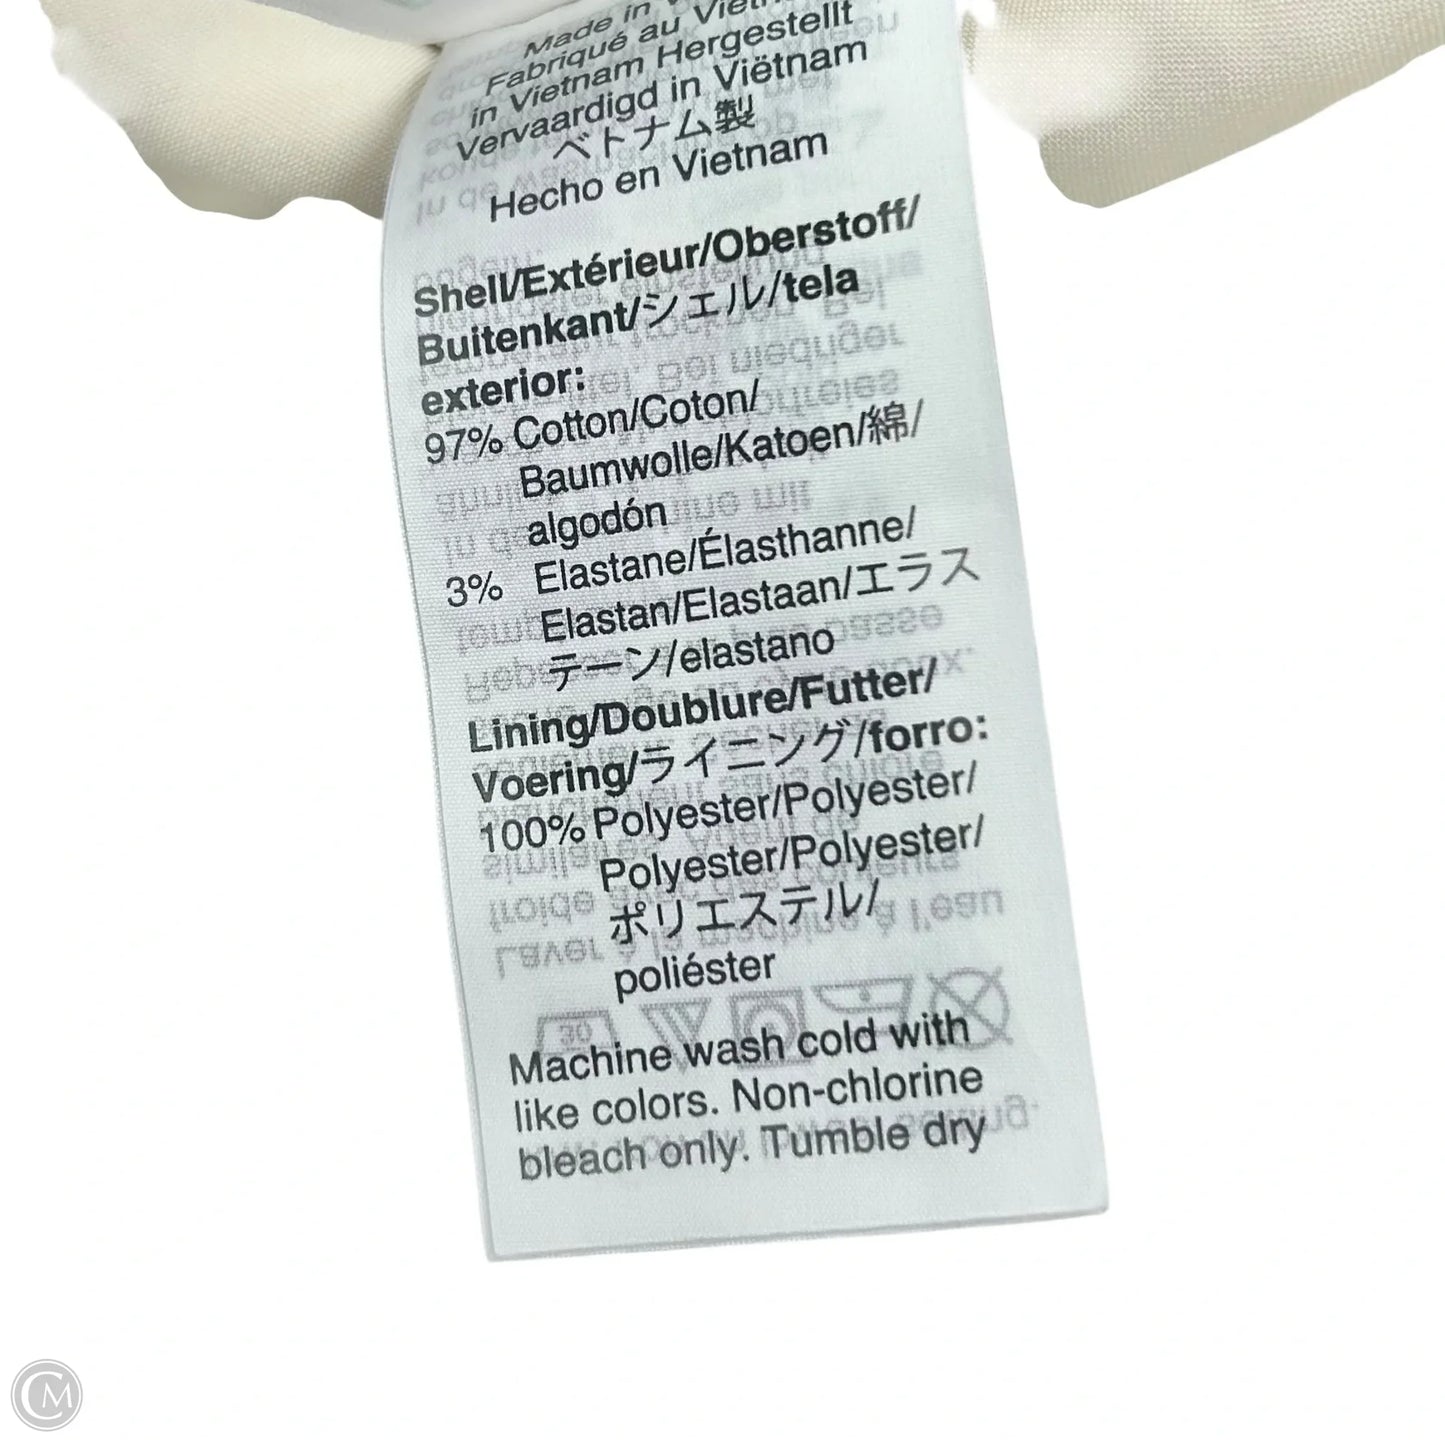 Made in
Fabriqué au
in Vietnam Hergestellt
Vervaardigd in Viëtnam
ベトナム製
Hecho en Vietnam
Shell/Extérieur/Oberstoff/
Buitenkant/シェル/tela
exterior:
97% Cotton/Coton/
Baumwolle/Katoen/綿/
algodón
3% Elastane/Élasthanne/
Elastan/Elastaan/エラス
テーン/elastano
Lining/Doublure/Futter/
Voering/ライニング/forro:
100% Polyester/Polyester/
Polyester/Polyester/
ポリエステル/
poliéster
Machine wash cold with
like colors. Non-chlorine
bleach only. Tumble dry
CM